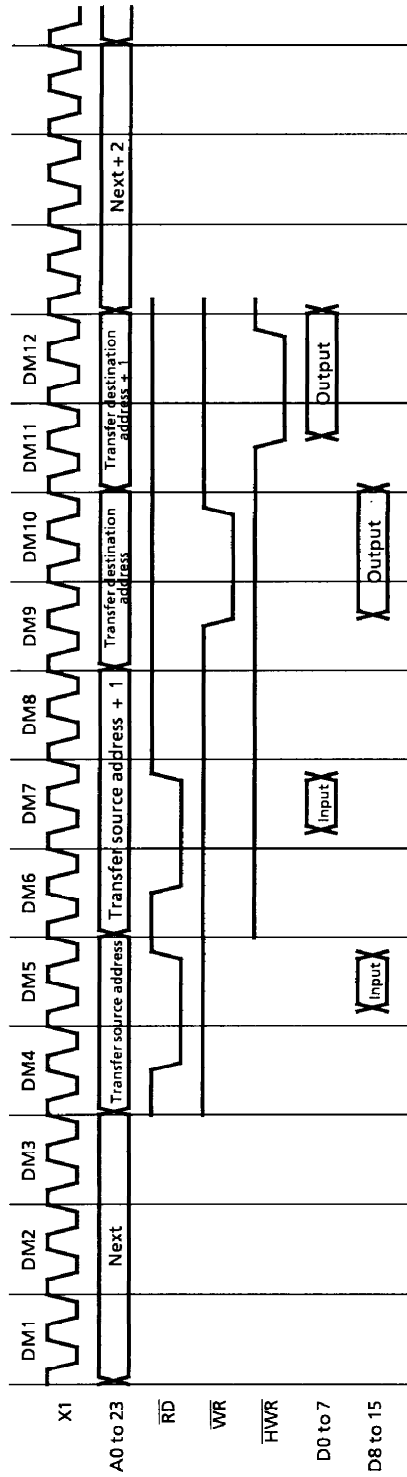 DM1 DM2 DM3 DM4 DM5 DM6 DM7 DM8 DM9 DM10 DM11 DM12
X1
A0 to 23 Next Transfer source address Transfer source address + 1 Transfer destination address Transfer destination address + 1 Next + 2
RD
WR
HWR
D0 to 7 Input Output
D8 to 15 Input Output